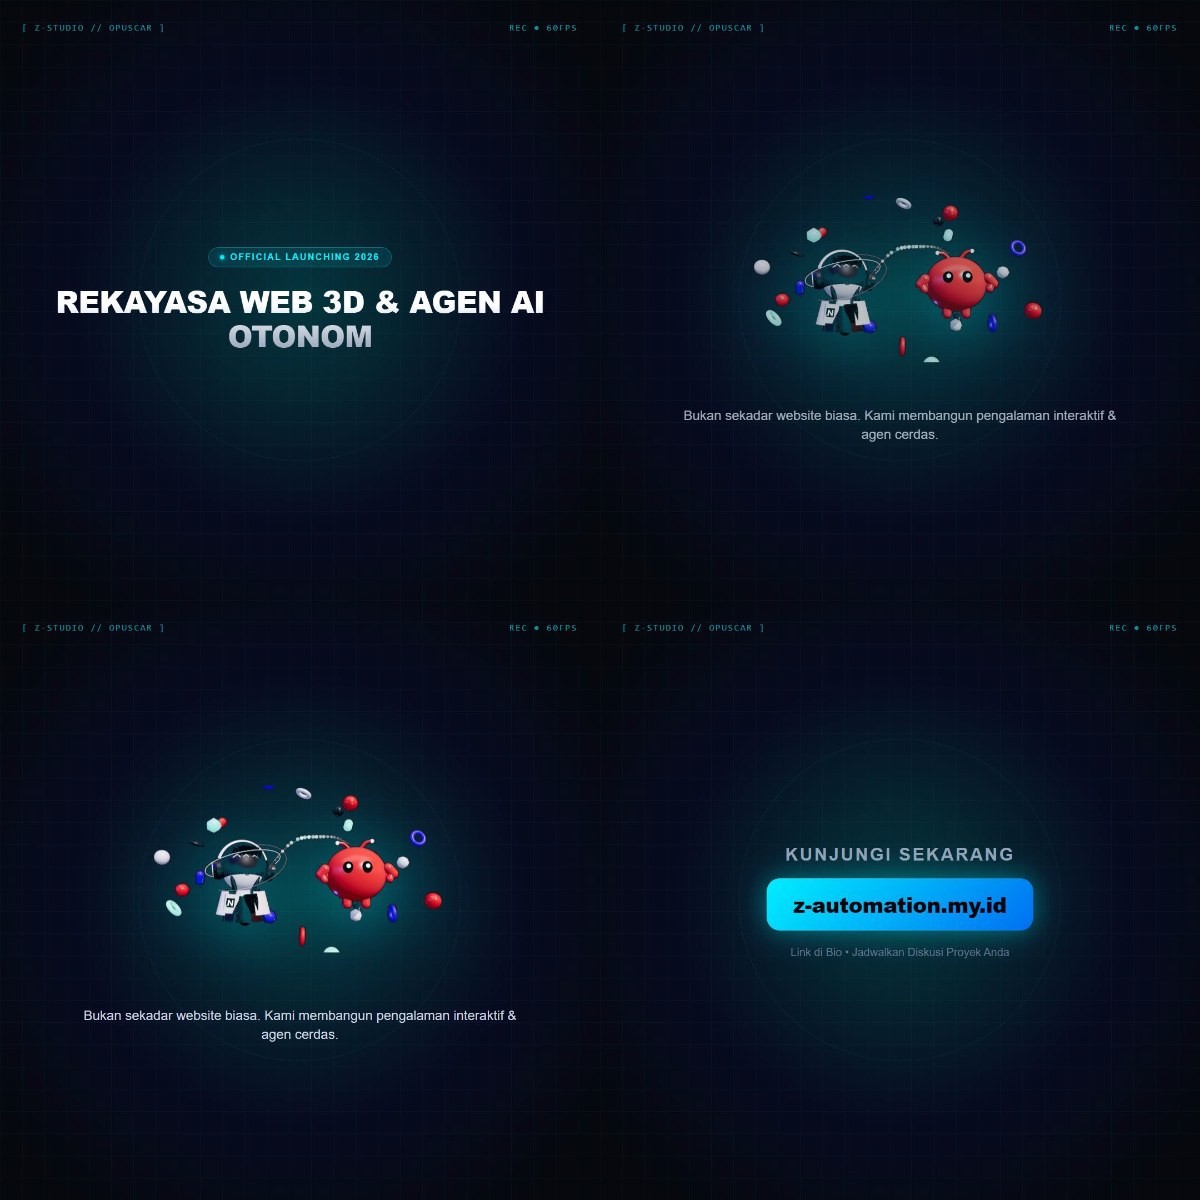 [ Z-STUDIO // OPUSCAR ]
REC ● 60FPS
OFFICIAL LAUNCHING 2026
REKAYASA WEB 3D & AGEN AI
OTONOM
[ Z-STUDIO // OPUSCAR ]
REC ● 60FPS
N
Bukan sekadar website biasa. Kami membangun pengalaman interaktif &
agen cerdas.
[ Z-STUDIO // OPUSCAR ]
REC ● 60FPS
N
Bukan sekadar website biasa. Kami membangun pengalaman interaktif &
agen cerdas.
[ Z-STUDIO // OPUSCAR ]
REC ● 60FPS
KUNJUNGI SEKARANG
z-automation.my.id
Link di Bio • Jadwalkan Diskusi Proyek Anda